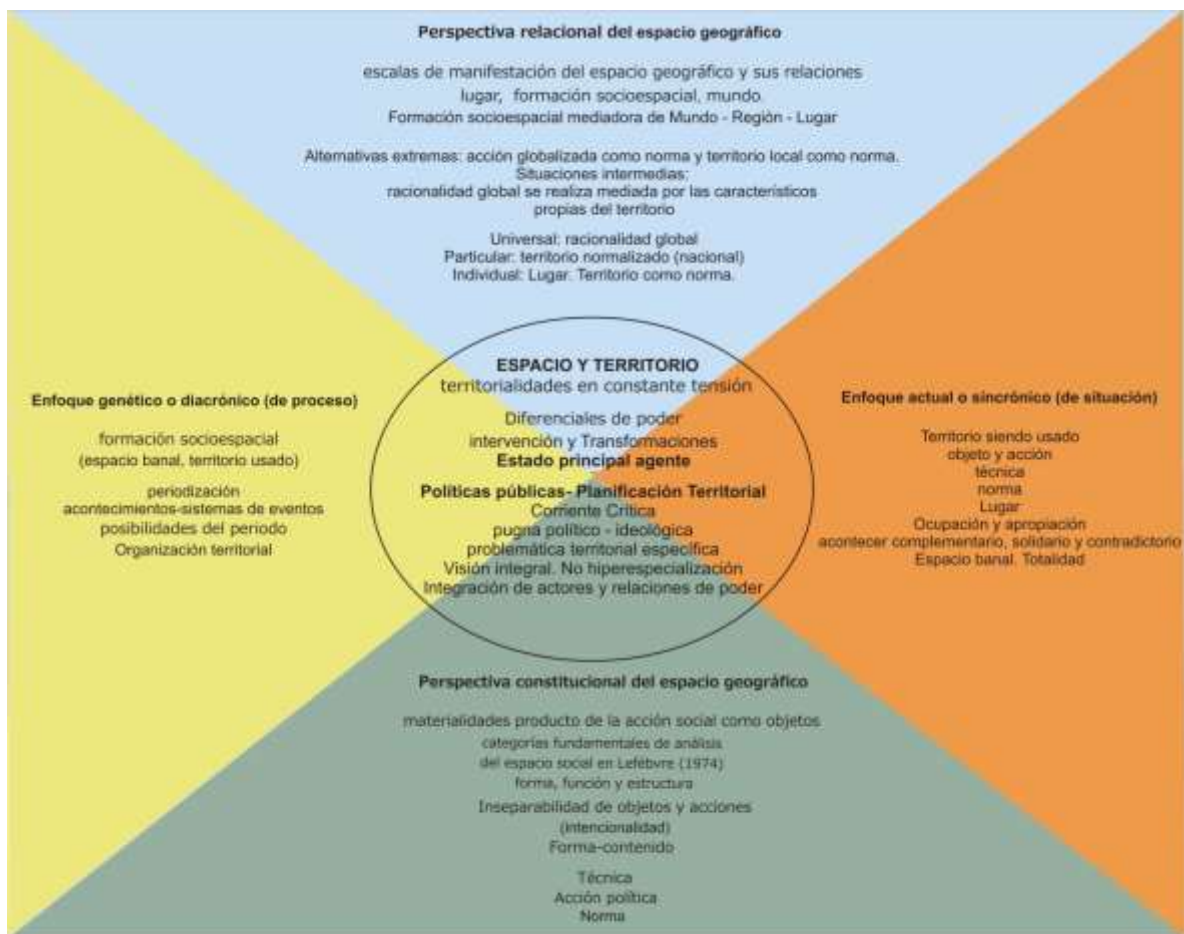 Perspectiva relacional del espacio geográfico
escalas de manifestación del espacio geográfico y sus relaciones
lugar, formación socioespacial, mundo.
Formación socioespacial mediadora de Mundo - Región - Lugar
Alternativas extremas: acción globalizada como norma y territorio local como norma.
Situaciones intermedias:
racionalidad global se realiza mediada por las característicos
propias del territorio
Universal: racionalidad global
Particular: territorio normalizado (nacional)
Individual: Lugar. Territorio como norma.
Enfoque genético o diacrónico (de proceso)
formación socioespacial
(espacio banal, territorio usado)
periodización
acontecimientos-sistemas de eventos
posibilidades del periodo
Organización territorial
ESPACIO Y TERRITORIO
territorialidades en constante tensión
Diferenciales de poder
intervención y Transformaciones
Estado principal agente
Políticas públicas- Planificación Territorial
Corriente Crítica
pugna político - ideológica
problemática territorial específica
Visión integral. No hiperespecialización
Integración de actores y relaciones de poder
Enfoque actual o sincrónico (de situación)
Territorio siendo usado
objeto y acción
técnica
norma
Lugar
Ocupación y apropiación
acontecer complementario, solidario y contradictorio
Espacio banal. Totalidad
Perspectiva constitucional del espacio geográfico
materialidades producto de la acción social como objetos
categorías fundamentales de análisis
del espacio social en Lefebvre (1974)
forma, función y estructura
Inseparabilidad de objetos y acciones
(intencionalidad)
Forma-contenido
Técnica
Acción política
Norma